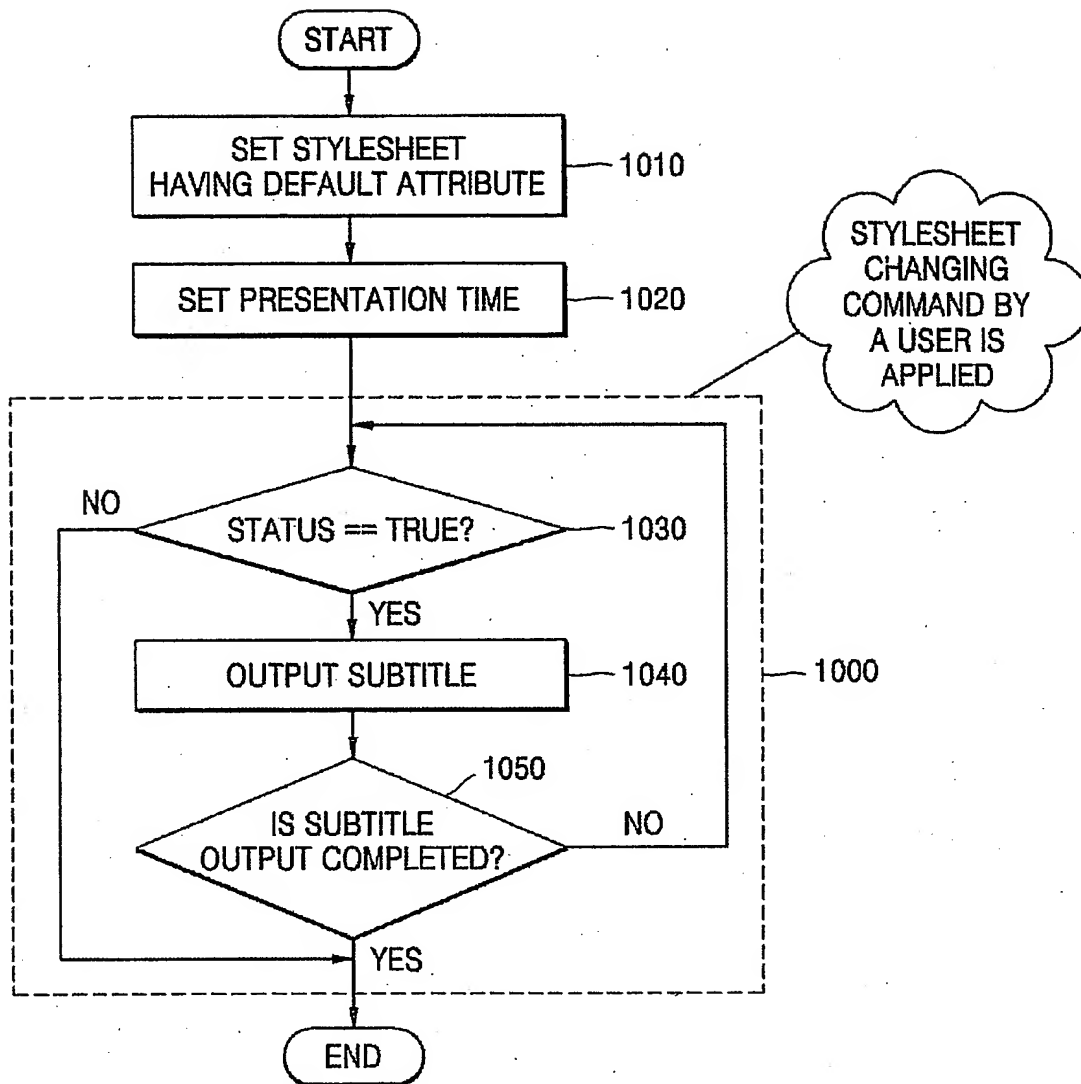 START
SET STYLESHEET
HAVING DEFAULT ATTRIBUTE
1010
SET PRESENTATION TIME
1020
STYLESHEET
CHANGING
COMMAND BY
A USER IS
APPLIED
NO
STATUS == TRUE?
1030
YES
OUTPUT SUBTITLE
1040
1000
1050
IS SUBTITLE
OUTPUT COMPLETED?
NO
YES
END